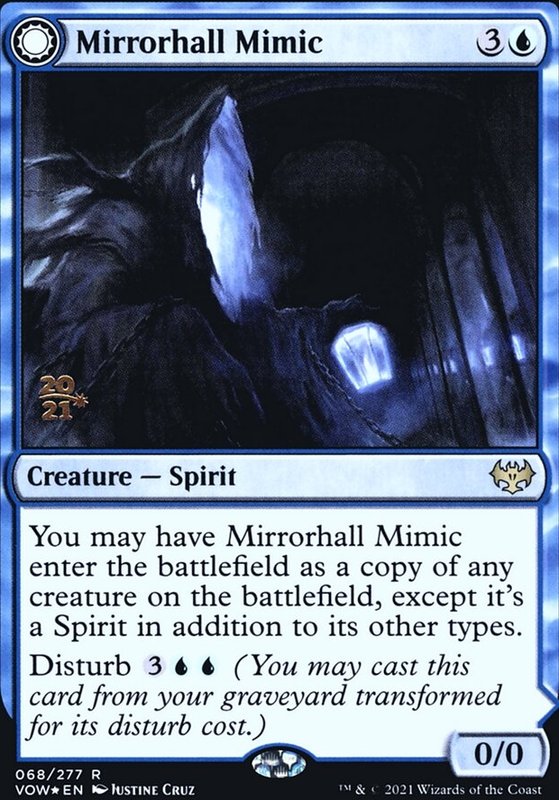 Mirrorhall Mimic 3
20
21
Creature — Spirit
You may have Mirrorhall Mimic
enter the battlefield as a copy of any
creature on the battlefield, except it's
a Spirit in addition to its other types.
Disturb 3 (You may cast this
card from your graveyard transformed
for its disturb cost.)
0/0
068/277 R
VOW★EN Justine Cruz
™ & © 2021 Wizards of the Coast